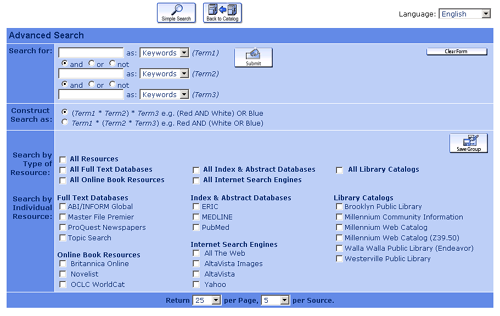 Simple Search Back to Catalog Language: English
Advanced Search
Search for: as: Keywords (Term1) Submit Clear Form
and or not
as: Keywords (Term2)
and or not
as: Keywords (Term3)
Construct Search as: (Term1 * Term2) * Term3 e.g. (Red AND White) OR Blue
Term1 * (Term2 * Term3) e.g. Red AND (White OR Blue)
Save Group
Search by Type of Resource:
All Resources
All Full Text Databases All Index & Abstract Databases All Library Catalogs
All Online Book Resources All Internet Search Engines
Search by Individual Resource:
Full Text Databases
ABI/INFORM Global
Master File Premier
ProQuest Newspapers
Topic Search
Online Book Resources
Britannica Online
Novelist
OCLC WorldCat
Index & Abstract Databases
ERIC
MEDLINE
PubMed
Internet Search Engines
All The Web
AltaVista Images
AltaVista
Yahoo
Library Catalogs
Brooklyn Public Library
Millennium Community Information
Millennium Web Catalog
Millennium Web Catalog (Z39.50)
Walla Walla Public Library (Endeavor)
Westerville Public Library
Return 25 per Page, 5 per Source.